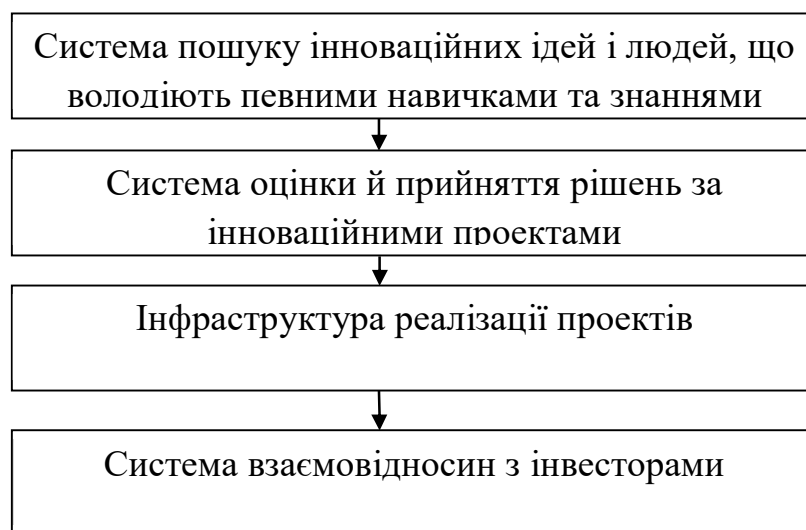 Система пошуку інноваційних ідей і людей, що
володіють певними навичками та знаннями
Система оцінки й прийняття рішень за
інноваційними проектами
Інфраструктура реалізації проектів
Система взаємовідносин з інвесторами